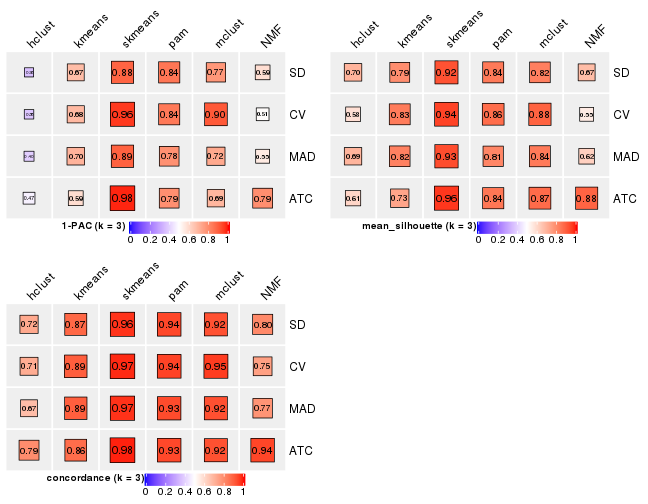 hclust kmeans skmeans pam mclust NMF
0.67 0.88 0.84 0.77 0.59 SD
0.68 0.95 0.84 0.90 0.51 CV
0.70 0.89 0.78 0.72 0.55 MAD
0.47 0.59 0.98 0.79 0.69 0.79 ATC
1-PAC (k = 3)
0 0.2 0.4 0.6 0.8 1
hclust kmeans skmeans pam mclust NMF
0.70 0.79 0.92 0.84 0.82 0.67 SD
0.58 0.83 0.94 0.86 0.88 0.55 CV
0.69 0.82 0.93 0.81 0.84 0.62 MAD
0.61 0.73 0.96 0.84 0.87 0.88 ATC
mean_silhouette (k = 3)
0 0.2 0.4 0.6 0.8 1
hclust kmeans skmeans pam mclust NMF
0.72 0.87 0.96 0.94 0.92 0.80 SD
0.71 0.89 0.97 0.94 0.95 0.75 CV
0.67 0.89 0.97 0.93 0.92 0.77 MAD
0.79 0.86 0.98 0.93 0.92 0.94 ATC
concordance (k = 3)
0 0.2 0.4 0.6 0.8 1